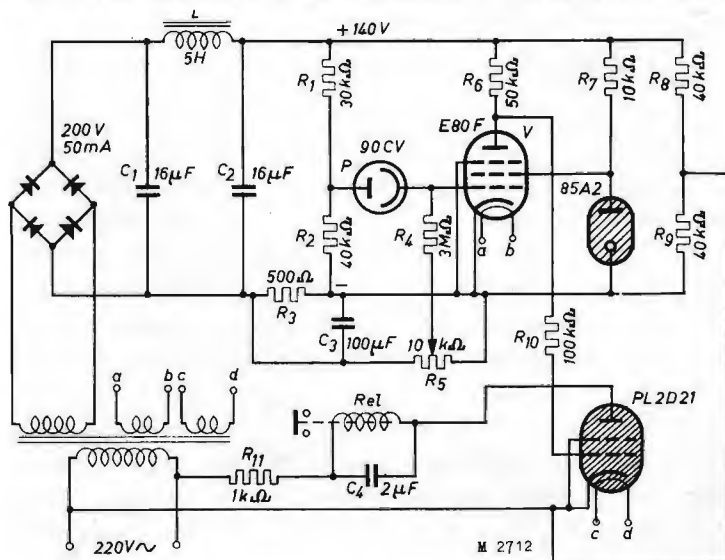 L
5H
+140V
R1
30kΩ
R6
50kΩ
R7
10kΩ
R8
40kΩ
200V
50mA
C1
16µF
C2
16µF
P
90CV
E80F
V
85A2
R2
40kΩ
R4
3MΩ
a
b
R9
40kΩ
500Ω
R3
−
C3
100µF
10 kΩ
R5
R10
100kΩ
a
b
c
d
Rel
PL2D21
R11
1kΩ
C4
2µF
c
d
220V~
M 2712